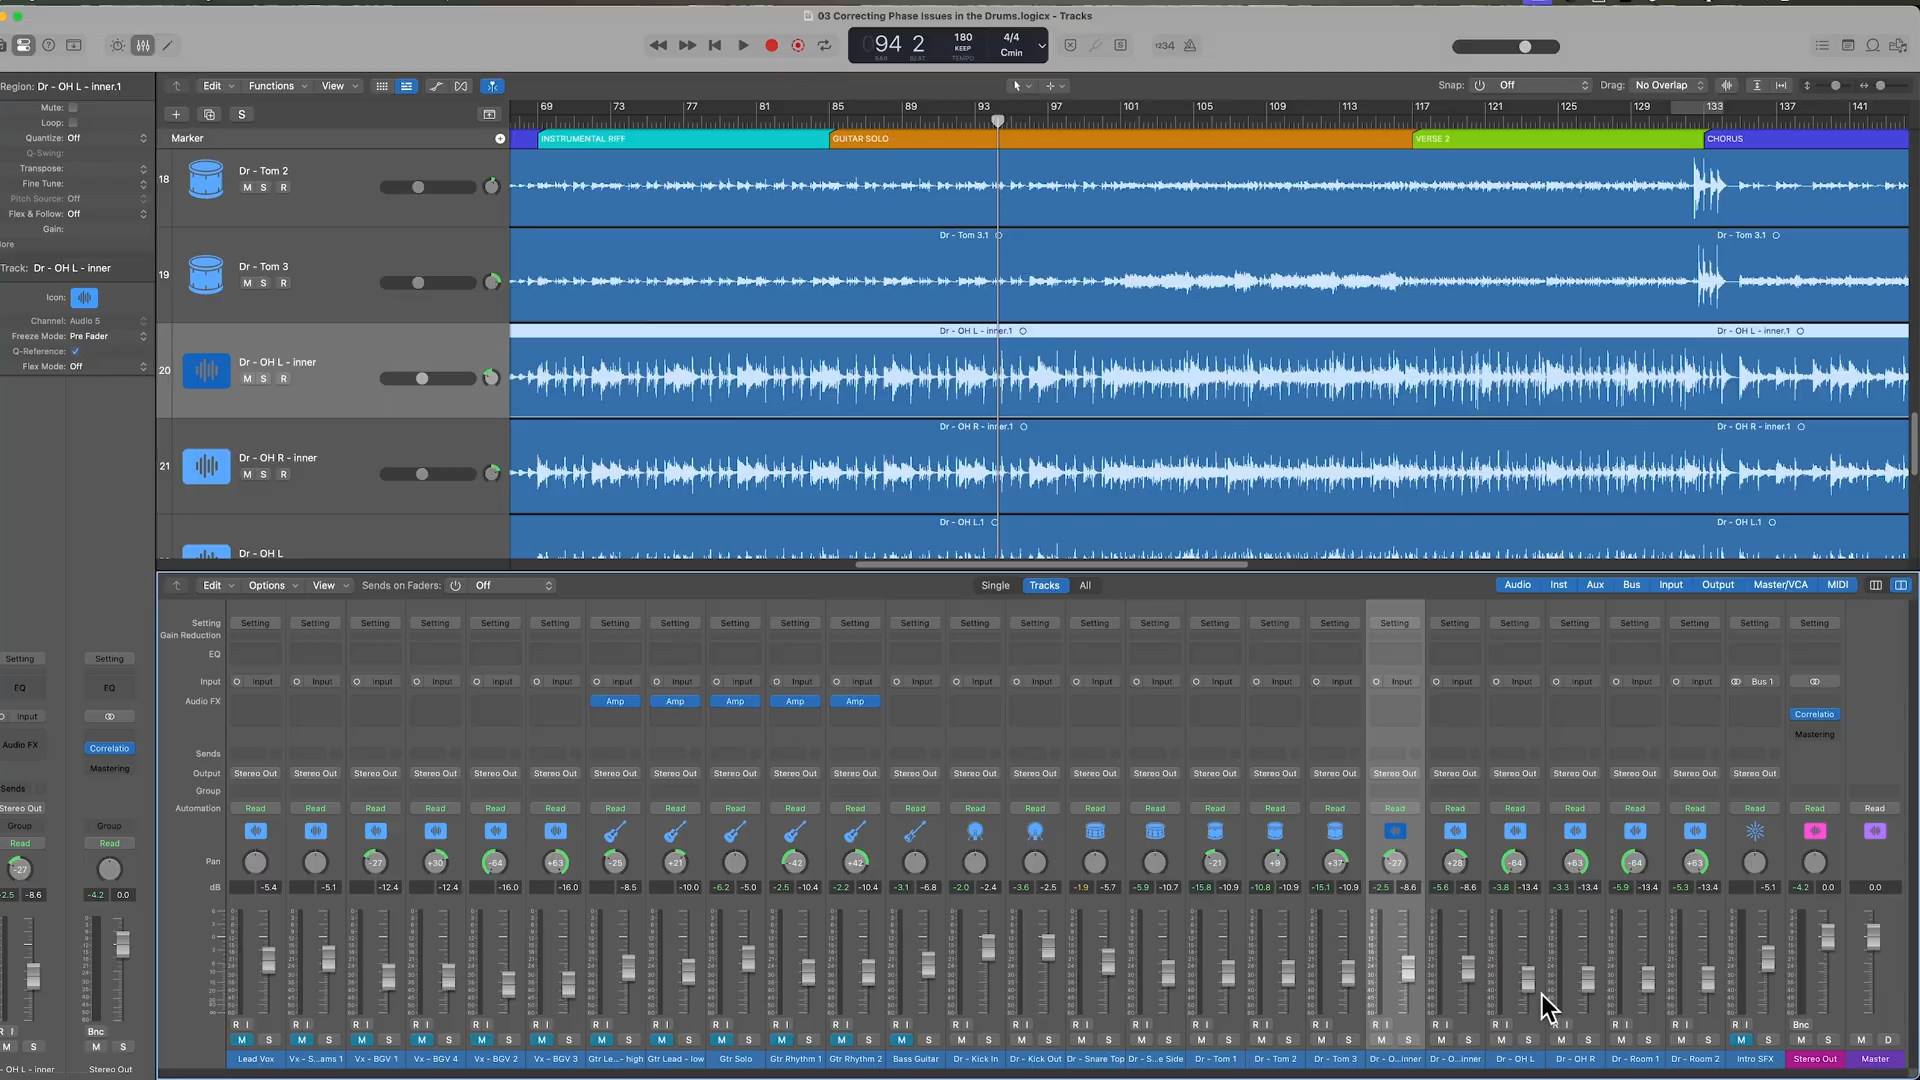 03 Correcting Phase Issues in the Drums.logicx - Tracks
94 2 180 KEEP 4/4 Cmin 1234
BAR BEAT TEMPO
Region: Dr - OH L - inner.1
Edit Functions View Snap: Off Drag: No Overlap
Mute:
Loop:
Quantize: Off
Q-Swing:
Transpose:
Fine Tune:
Pitch Source: Off
Flex & Follow: Off
Gain:
ore
Track: Dr - OH L - inner
Icon:
Channel: Audio 5
Freeze Mode: Pre Fader
Q-Reference:
Flex Mode: Off
S
69 73 77 81 85 89 93 97 101 105 109 113 117 121 125 129 133 137 141
Marker
INSTRUMENTAL RIFF GUITAR SOLO VERSE 2 CHORUS
18 Dr - Tom 2
M S R
Dr - Tom 3.1 Dr - Tom 3.1
19 Dr - Tom 3
M S R
Dr - OH L - inner.1 Dr - OH L - inner.1
20 Dr - OH L - inner
M S R
Dr - OH R - inner.1 Dr - OH R - inner.1
21 Dr - OH R - inner
M S R
Dr - OH L.1 Dr - OH L.1
Dr - OH L
Edit Options View Sends on Faders: Off Single Tracks All Audio Inst Aux Bus Input Output Master/VCA MIDI
Setting Setting Setting Setting Setting Setting Setting Setting Setting Setting Setting Setting Setting Setting Setting Setting Setting Setting Setting Setting Setting Setting Setting Setting Setting Setting Setting Setting
Gain Reduction
EQ
Input Input Input Input Input Input Input Input Input Input Input Input Input Input Input Input Input Input Input Input Input Input Input Input Input Input Bus 1
Audio FX Amp Amp Amp Amp Amp
Correlatio
Mastering
Sends
Output Stereo Out Stereo Out Stereo Out Stereo Out Stereo Out Stereo Out Stereo Out Stereo Out Stereo Out Stereo Out Stereo Out Stereo Out Stereo Out Stereo Out Stereo Out Stereo Out Stereo Out Stereo Out Stereo Out Stereo Out Stereo Out Stereo Out Stereo Out Stereo Out Stereo Out Stereo Out
Group
Automation Read Read Read Read Read Read Read Read Read Read Read Read Read Read Read Read Read Read Read Read Read Read Read Read Read Read Read Read
Pan -27 +30 -64 +63 -25 +21 -42 +42 -21 +9 +37 -27 +28 -64 +63 -64 +63
dB -5.4 -5.1 -12.4 -12.4 -16.0 -16.0 -8.5 -10.0 -6.2 -5.0 -2.5 -10.4 -2.2 -10.4 -3.1 -6.8 -2.0 -2.4 -3.6 -2.5 -1.9 -5.7 -5.9 -10.7 -15.8 -10.9 -10.8 -10.9 -15.1 -10.9 -2.5 -8.6 -5.6 -8.6 -3.8 -13.4 -3.3 -13.4 -5.9 -13.4 -5.3 -13.4 -5.1 -4.2 0.0 0.0
R I R I R I R I R I R I R I R I R I R I R I R I R I R I R I R I R I R I R I R I R I R I R I R I R I R I Bnc
M S M S M S M S M S M S M S M S M S M S M S M S M S M S M S M S M S M S M S M S M S M S M S M S M S M S M S M D
Lead Vox Vx - S...ams 1 Vx - BGV 1 Vx - BGV 4 Vx - BGV 2 Vx - BGV 3 Gtr Le... - high Gtr Lead - low Gtr Solo Gtr Rhythm 1 Gtr Rhythm 2 Bass Guitar Dr - Kick In Dr - Kick Out Dr - Snare Top Dr - S...e Side Dr - Tom 1 Dr - Tom 2 Dr - Tom 3 Dr - O...inner Dr - O...inner Dr - OH L Dr - OH R Dr - Room 1 Dr - Room 2 Intro SFX Stereo Out Master
Setting Setting
EQ EQ
Input
Audio FX Correlatio
Mastering
Sends
Stereo Out
Group Group
Read Read
-27
-2.5 -8.6 -4.2 0.0
R I Bnc
M S M S
- OH L - inner Stereo Out